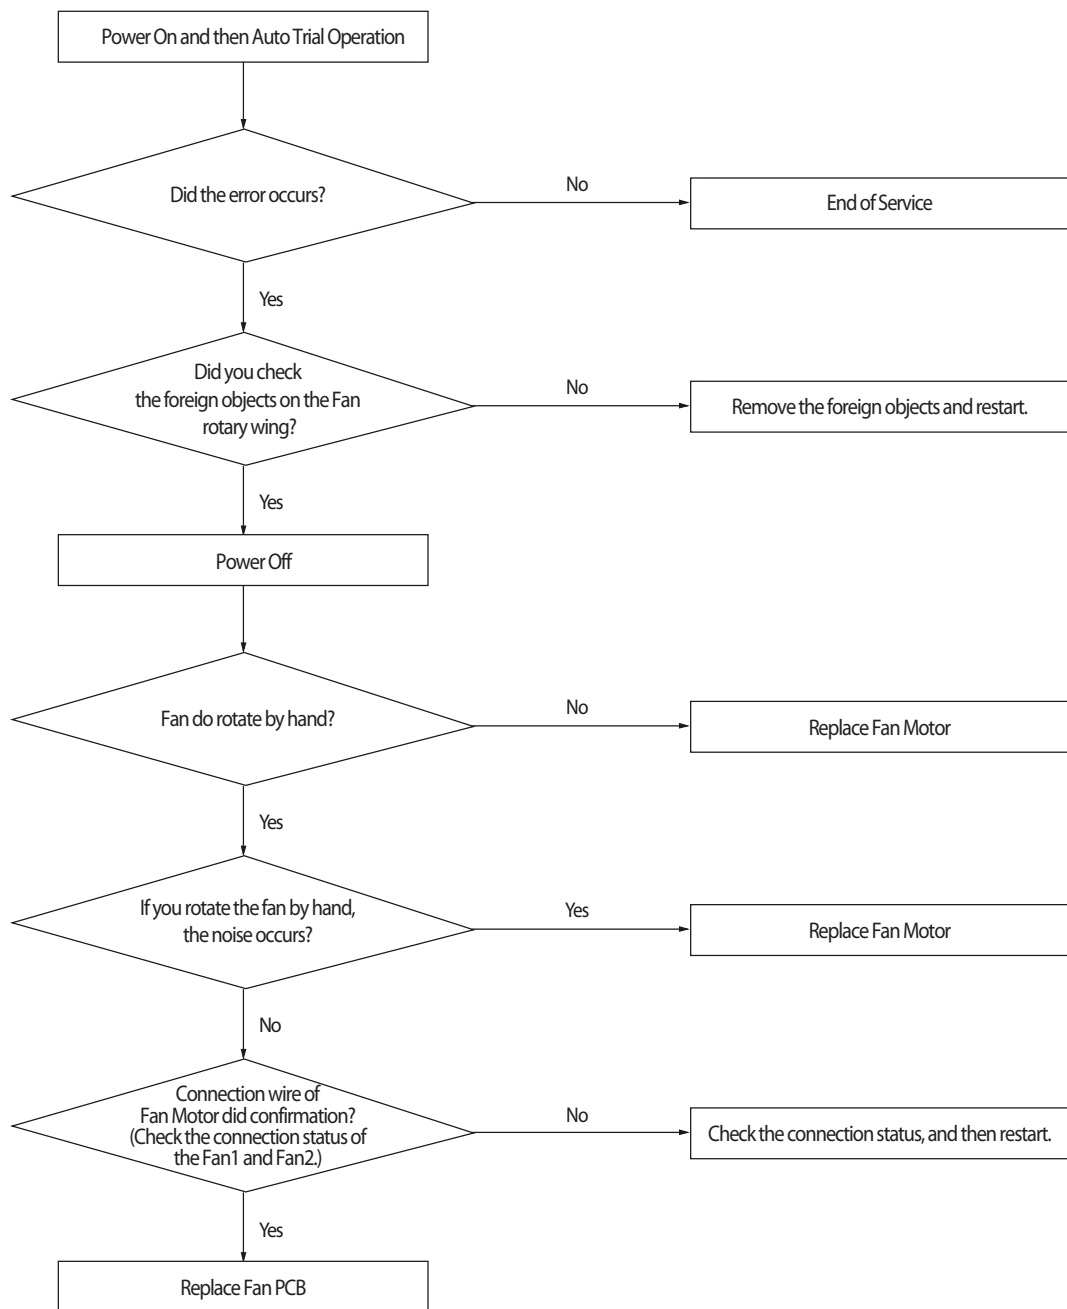 Power On and then Auto Trial Operation
Did the error occurs?
No
End of Service
Yes
Did you check
the foreign objects on the Fan
rotary wing?
No
Remove the foreign objects and restart.
Yes
Power Off
Fan do rotate by hand?
No
Replace Fan Motor
Yes
If you rotate the fan by hand,
the noise occurs?
Yes
Replace Fan Motor
No
Connection wire of
Fan Motor did confirmation?
(Check the connection status of
the Fan1 and Fan2.)
No
Check the connection status, and then restart.
Yes
Replace Fan PCB